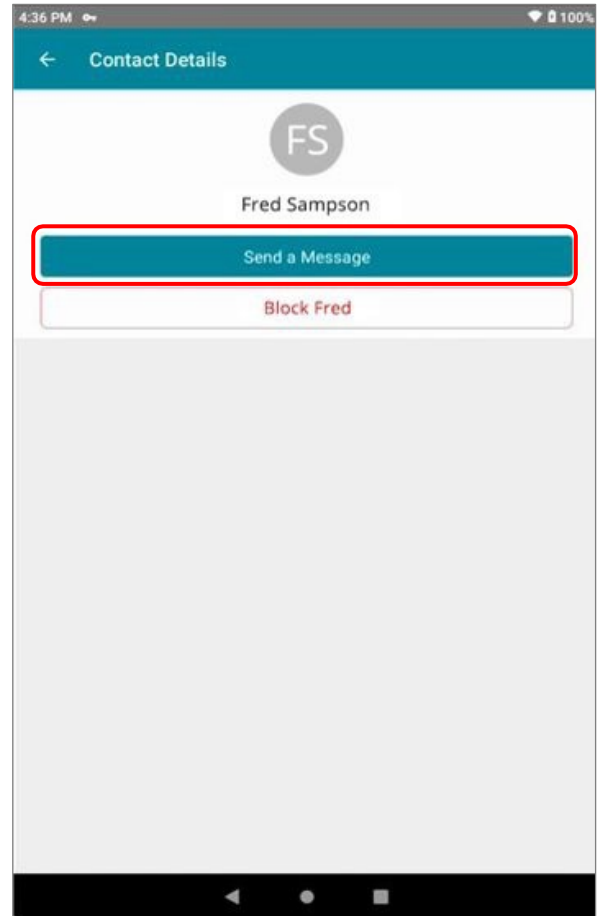 4:36 PM 100%
Contact Details
FS
Fred Sampson
Send a Message
Block Fred